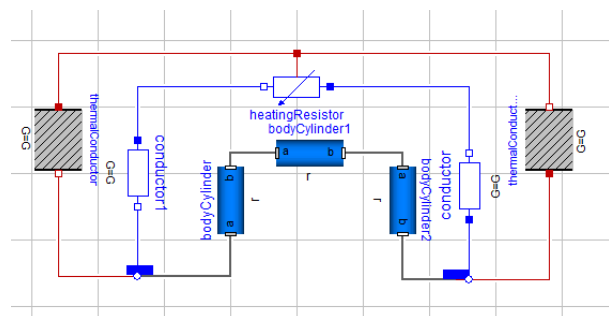 heatingResistor
bodyCylinder1
a b
r
thermalConductor
G=G
conductor1
G=G
bodyCylinder
b
a
r
bodyCylinder2
a
b
r
conductor
G=G
thermalConduct...
G=G